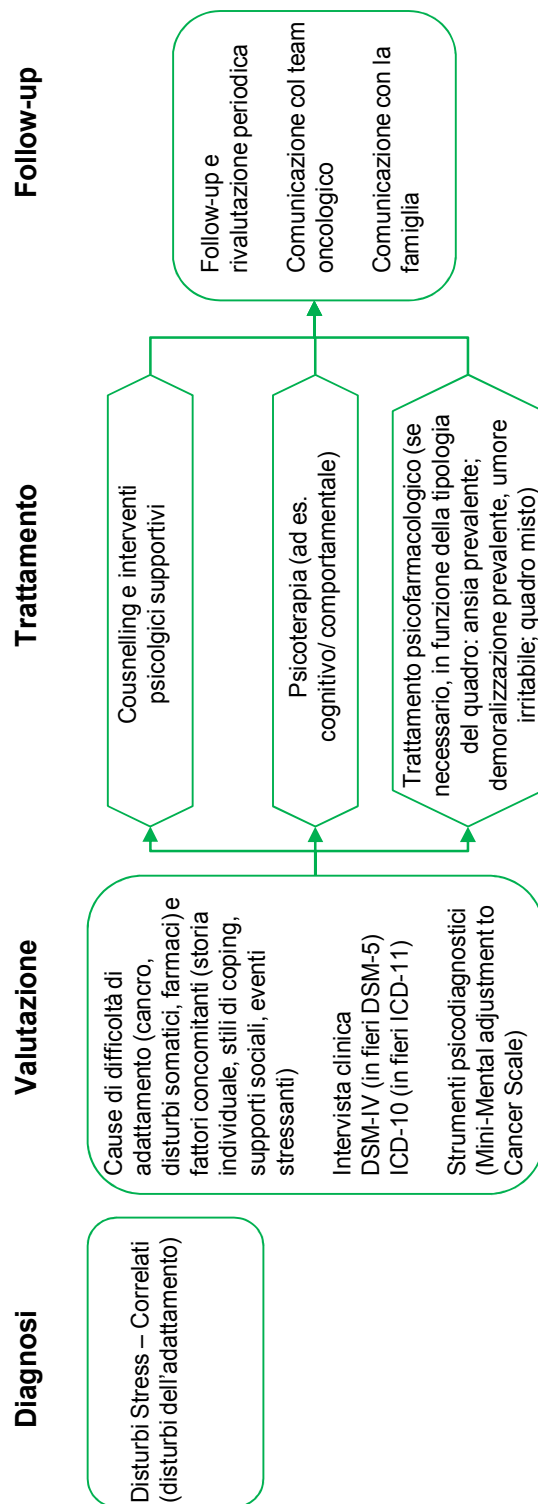 Diagnosi
Disturbi Stress – Correlati
(disturbi dell'adattamento)
Valutazione
Cause di difficoltà di
adattamento (cancro,
disturbi somatici, farmaci) e
fattori concomitanti (storia
individuale, stili di coping,
supporti sociali, eventi
stressanti)
Intervista clinica
DSM-IV (in fieri DSM-5)
ICD-10 (in fieri ICD-11)
Strumenti psicodiagnostici
(Mini-Mental adjustment to
Cancer Scale)
Trattamento
Cousnelling e interventi
psicolgici supportivi
Psicoterapia (ad es.
cognitivo/ comportamentale)
Trattamento psicofarmacologico (se
necessario, in funzione della tipologia
del quadro: ansia prevalente;
demoralizzazione prevalente, umore
irritabile; quadro misto)
Follow-up
Follow-up e
rivalutazione periodica
Comunicazione col team
oncologico
Comunicazione con la
famiglia